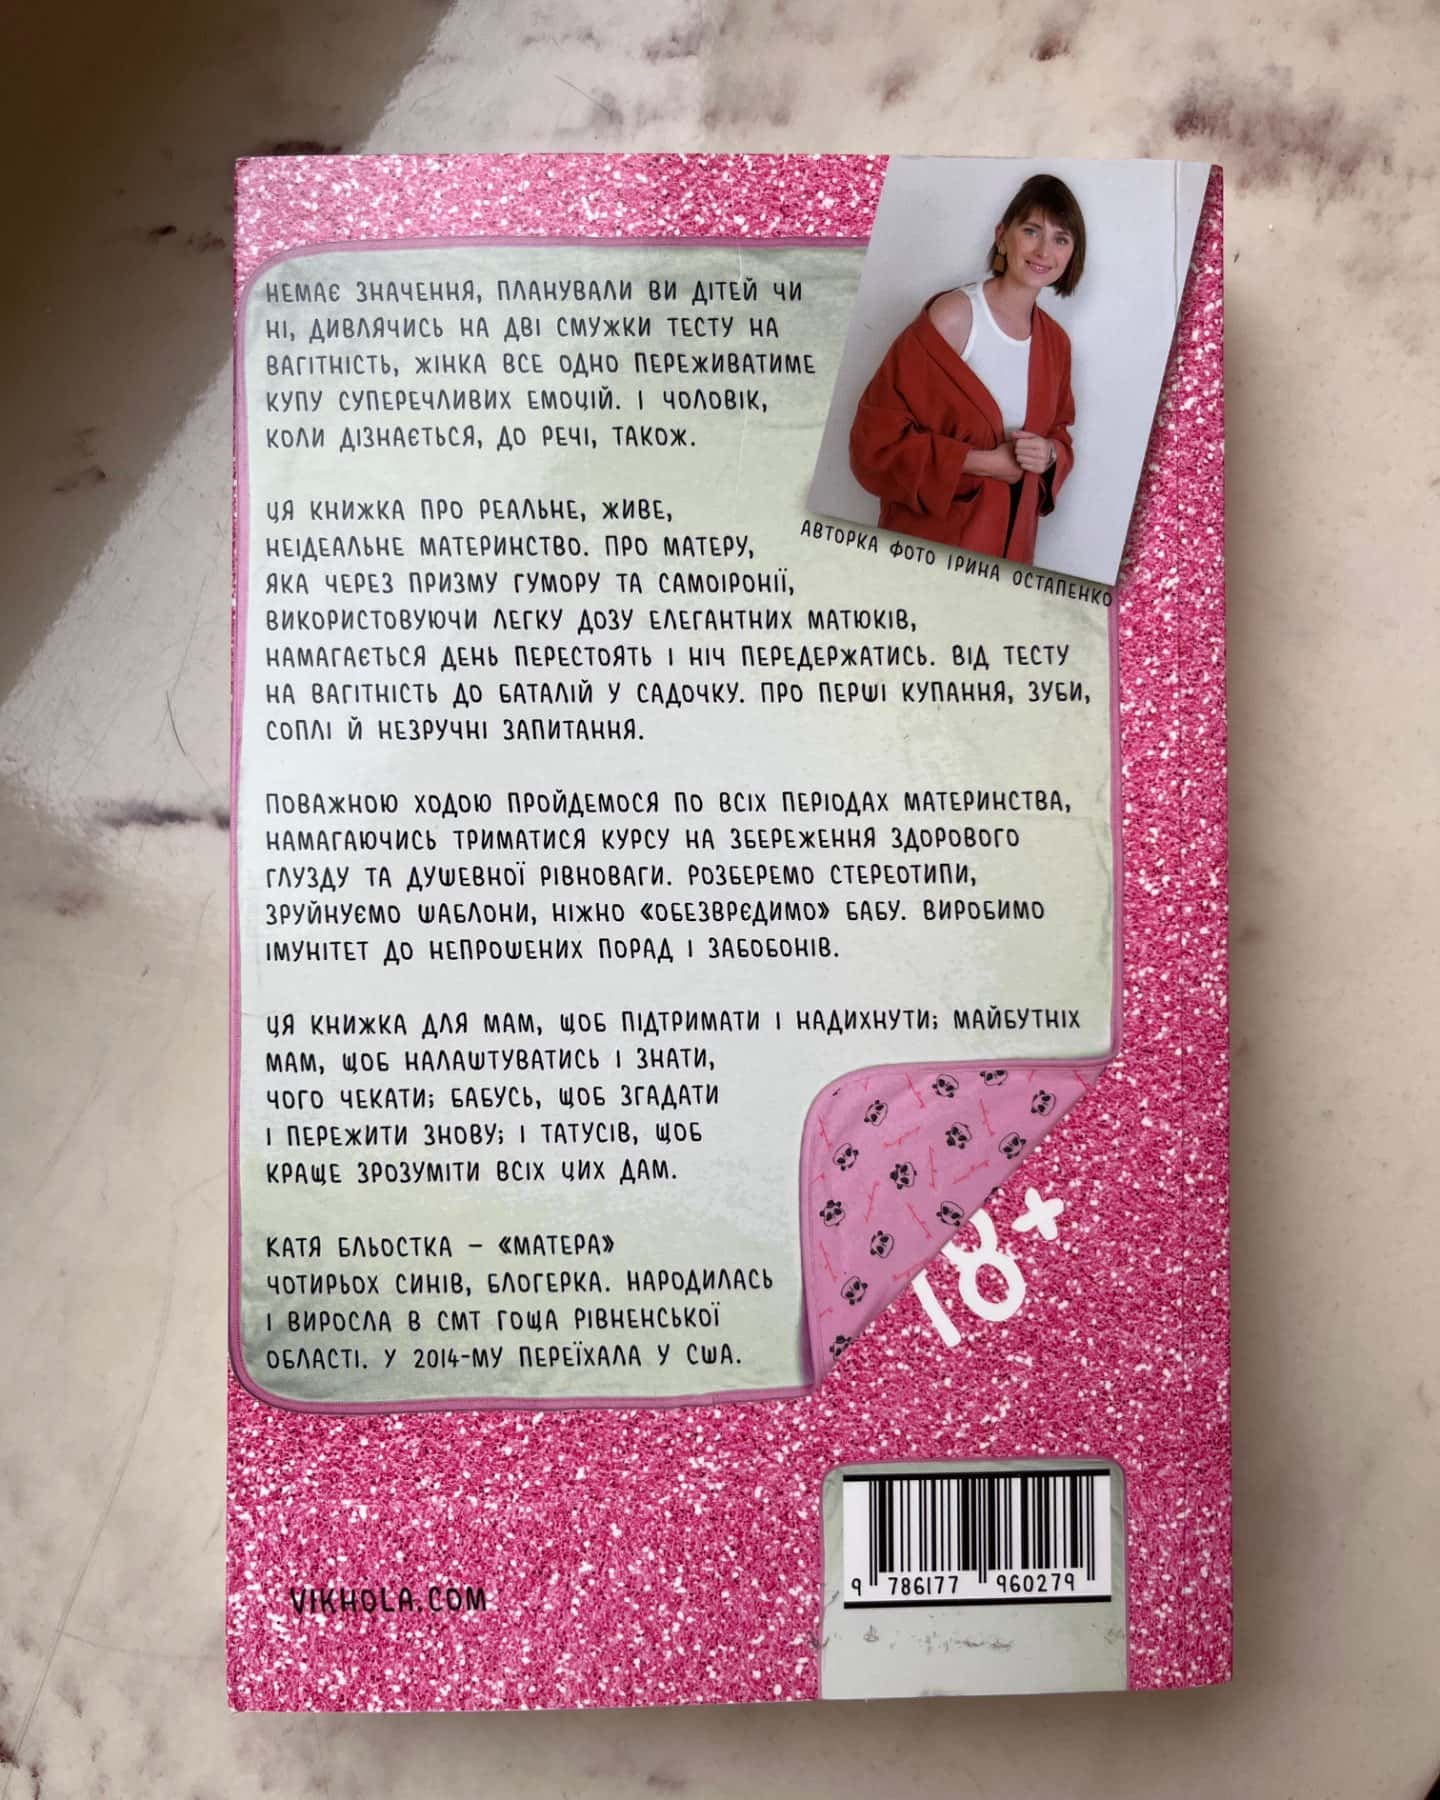 НЕМАЄ ЗНАЧЕННЯ, ПЛАНУВАЛИ ВИ ДІТЕЙ ЧИ
НІ, ДИВЛЯЧИСЬ НА ДВІ СМУЖКИ ТЕСТУ НА
ВАГІТНІСТЬ, ЖІНКА ВСЕ ОДНО ПЕРЕЖИВАТИМЕ
КУПУ СУПЕРЕЧЛИВИХ ЕМОЦІЙ. І ЧОЛОВІК,
КОЛИ ДІЗНАЄТЬСЯ, ДО РЕЧІ, ТАКОЖ.
АВТОРКА ФОТО ІРИНА ОСТАПЕНКО
ЦЯ КНИЖКА ПРО РЕАЛЬНЕ, ЖИВЕ,
НЕІДЕАЛЬНЕ МАТЕРИНСТВО. ПРО МАТЕРУ,
ЯКА ЧЕРЕЗ ПРИЗМУ ГУМОРУ ТА САМОІРОНІЇ,
ВИКОРИСТОВУЮЧИ ЛЕГКУ ДОЗУ ЕЛЕГАНТНИХ МАТЮКІВ,
НАМАГАЄТЬСЯ ДЕНЬ ПЕРЕСТОЯТЬ І НІЧ ПЕРЕДЕРЖАТИСЬ. ВІД ТЕСТУ
НА ВАГІТНІСТЬ ДО БАТАЛІЙ У САДОЧКУ. ПРО ПЕРШІ КУПАННЯ, ЗУБИ,
СОПЛІ Й НЕЗРУЧНІ ЗАПИТАННЯ.
ПОВАЖНОЮ ХОДОЮ ПРОЙДЕМОСЯ ПО ВСІХ ПЕРІОДАХ МАТЕРИНСТВА,
НАМАГАЮЧИСЬ ТРИМАТИСЯ КУРСУ НА ЗБЕРЕЖЕННЯ ЗДОРОВОГО
ГЛУЗДУ ТА ДУШЕВНОЇ РІВНОВАГИ. РОЗБЕРЕМО СТЕРЕОТИПИ,
ЗРУЙНУЄМО ШАБЛОНИ, НІЖНО «ОБЕЗВРЄДИМО» БАБУ. ВИРОБИМО
ІМУНІТЕТ ДО НЕПРОШЕНИХ ПОРАД І ЗАБОБОНІВ.
ЦЯ КНИЖКА ДЛЯ МАМ, ЩОБ ПІДТРИМАТИ І НАДИХНУТИ; МАЙБУТНІХ
МАМ, ЩОБ НАЛАШТУВАТИСЬ І ЗНАТИ,
ЧОГО ЧЕКАТИ; БАБУСЬ, ЩОБ ЗГАДАТИ
І ПЕРЕЖИТИ ЗНОВУ; І ТАТУСІВ, ЩОБ
КРАЩЕ ЗРОЗУМІТИ ВСІХ ЦИХ ДАМ.
КАТЯ БЛЬОСТКА – «МАТЕРА»
ЧОТИРЬОХ СИНІВ, БЛОГЕРКА. НАРОДИЛАСЬ
І ВИРОСЛА В СМТ ГОЩА РІВНЕНСЬКОЇ
ОБЛАСТІ. У 2014-МУ ПЕРЕЇХАЛА У США.
18+
VIKHOLA.COM
9 786177 960279